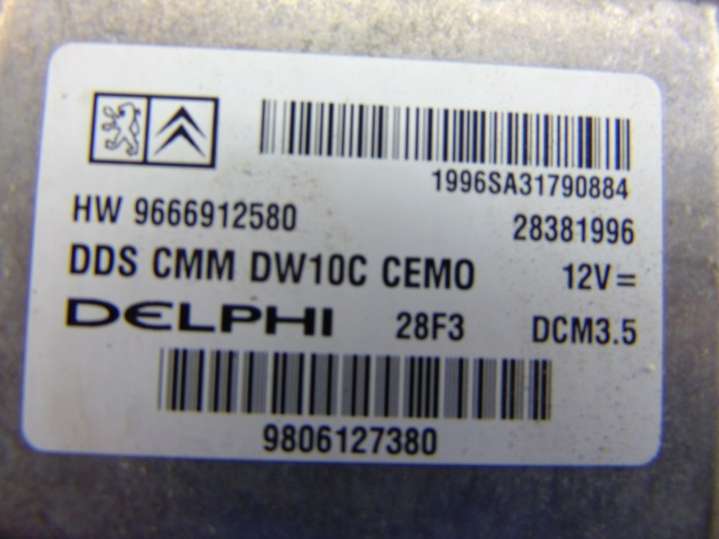 1996SA31790884
HW 9666912580 28381996
DDS CMM DW10C CEMO 12V=
DELPHI 28F3 DCM3.5
9806127380